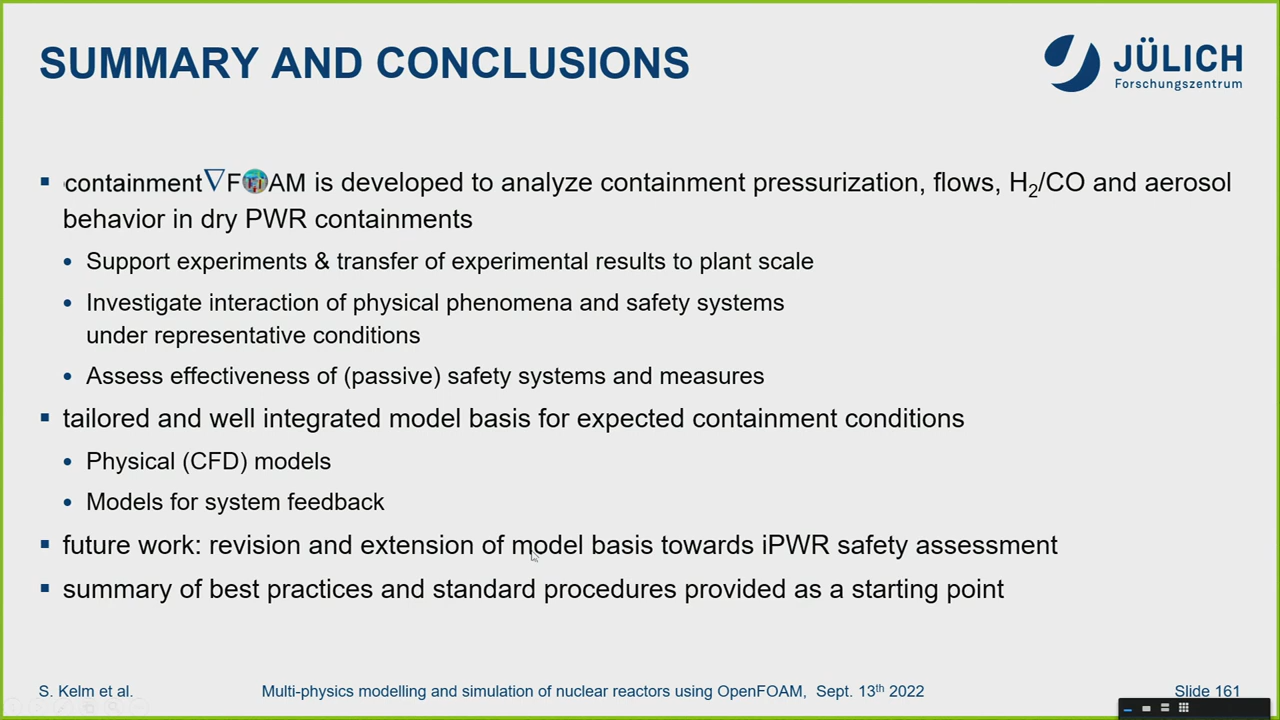 SUMMARY AND CONCLUSIONS
JÜLICH
Forschungszentrum
▪ containment∇FOAM is developed to analyze containment pressurization, flows, H₂/CO and aerosol
behavior in dry PWR containments
• Support experiments & transfer of experimental results to plant scale
• Investigate interaction of physical phenomena and safety systems
under representative conditions
• Assess effectiveness of (passive) safety systems and measures
▪ tailored and well integrated model basis for expected containment conditions
• Physical (CFD) models
• Models for system feedback
▪ future work: revision and extension of model basis towards iPWR safety assessment
▪ summary of best practices and standard procedures provided as a starting point
S. Kelm et al. Multi-physics modelling and simulation of nuclear reactors using OpenFOAM, Sept. 13th 2022 Slide 161